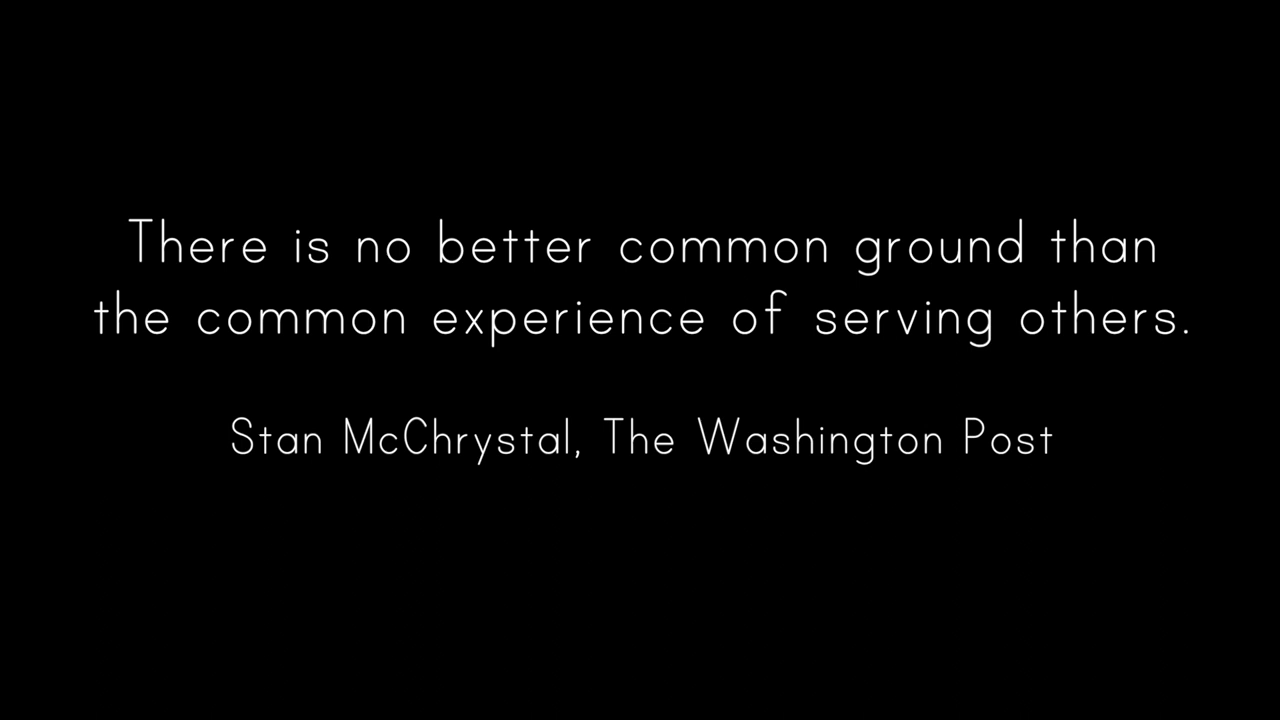 There is no better common ground than
the common experience of serving others.
Stan McChrystal, The Washington Post